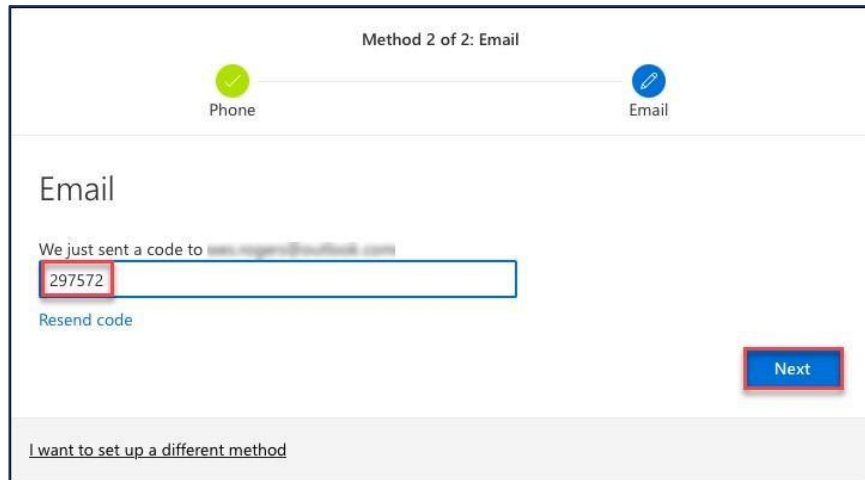 Method 2 of 2: Email
Phone
Email
Email
We just sent a code to
297572
Resend code
Next
I want to set up a different method